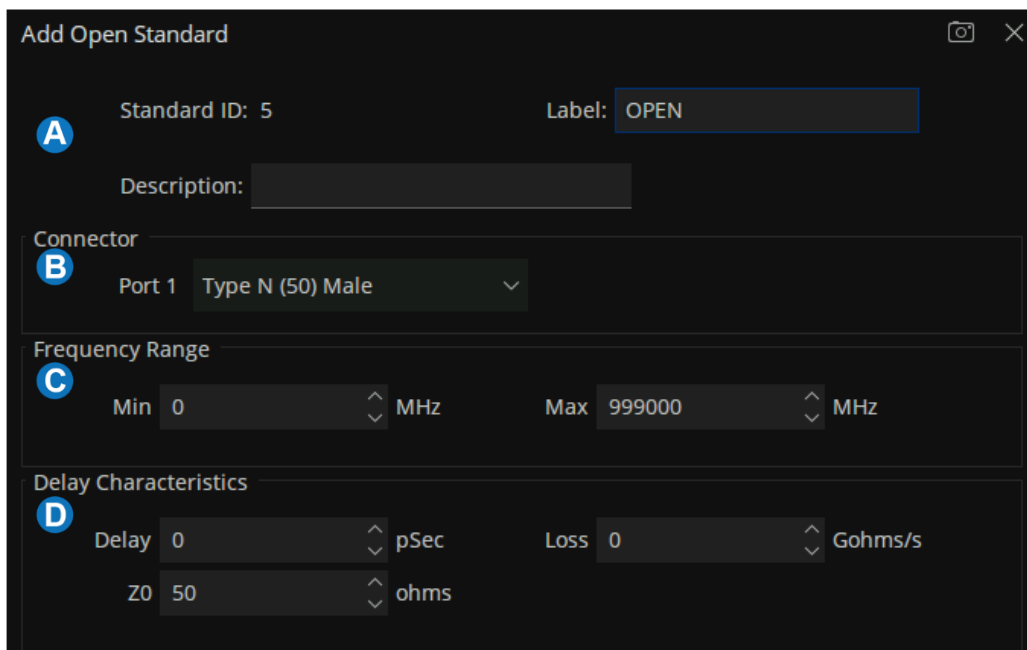 Add Open Standard
Standard ID: 5 Label: OPEN
A
Description:
Connector
B
Port 1 Type N (50) Male
Frequency Range
C
Min 0 MHz Max 999000 MHz
Delay Characteristics
D
Delay 0 pSec Loss 0 Gohms/s
Z0 50 ohms